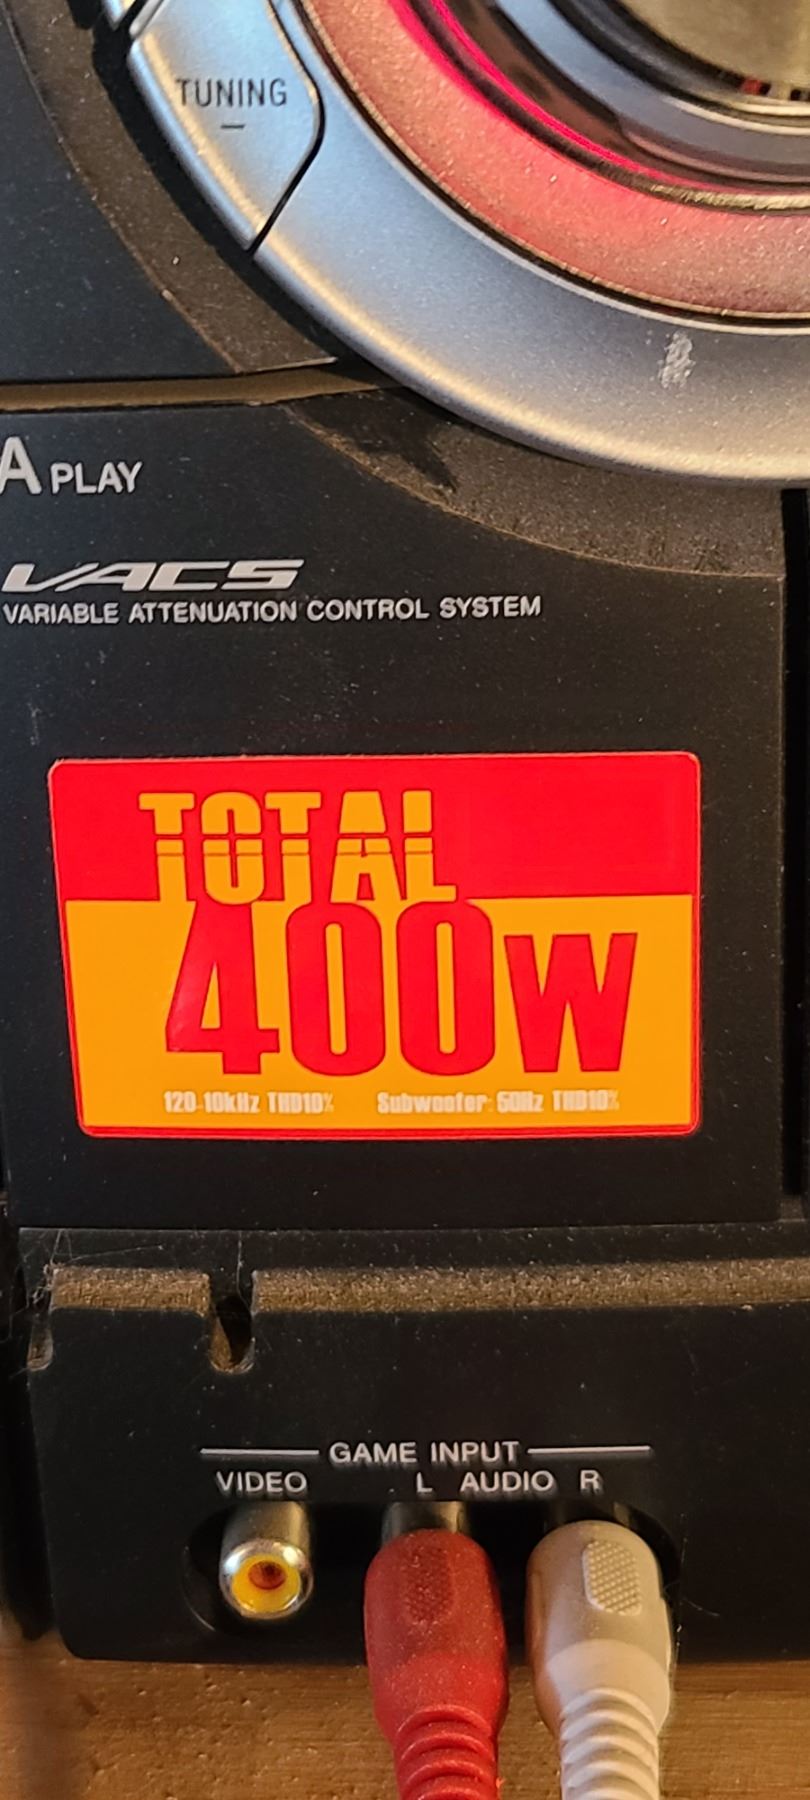 TUNING
–
A PLAY
VACS
VARIABLE ATTENUATION CONTROL SYSTEM
TOTAL
400W
120-10kHz THD10% Subwoofer: 50Hz THD10%
GAME INPUT
VIDEO L AUDIO R